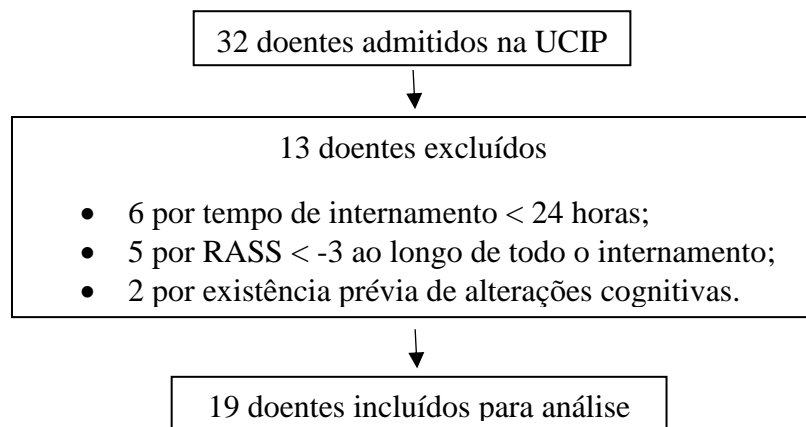 32 doentes admitidos na UCIP
13 doentes excluídos
• 6 por tempo de internamento < 24 horas;
• 5 por RASS < -3 ao longo de todo o internamento;
• 2 por existência prévia de alterações cognitivas.
19 doentes incluídos para análise